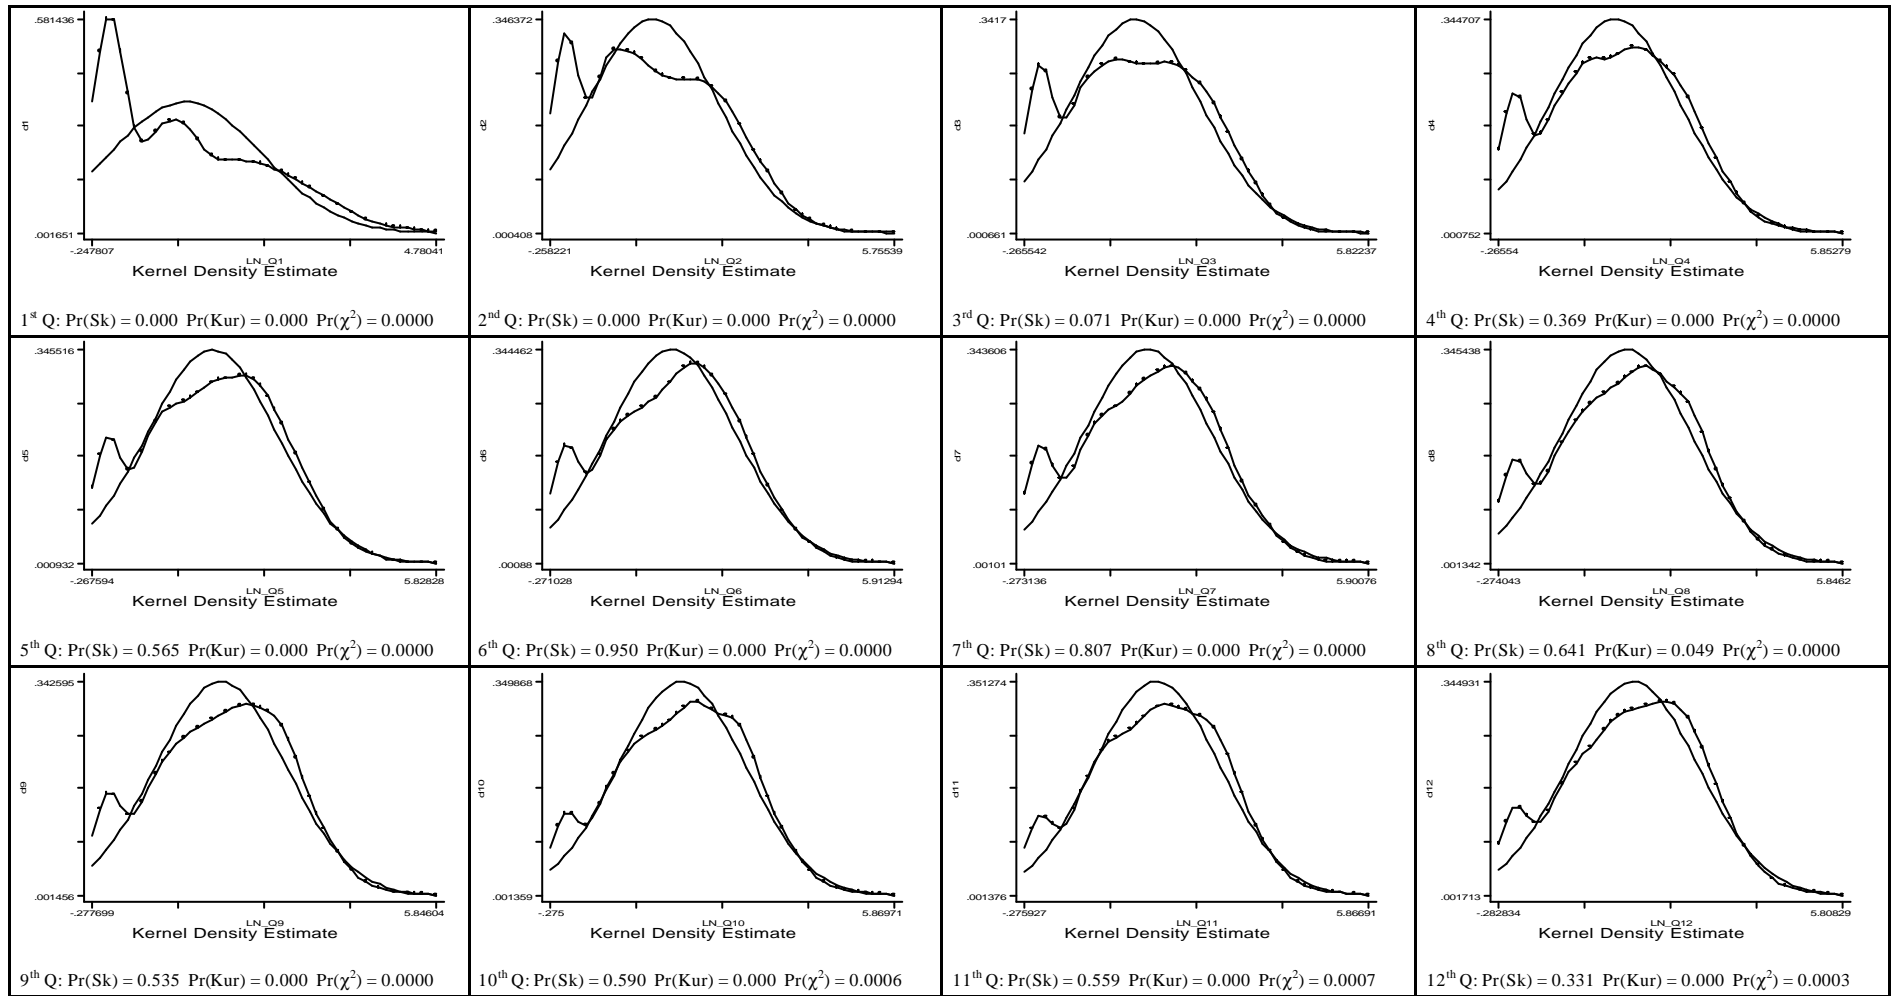 .581436
d1
.001651
-.247807
4.78041
LN_Q1
Kernel Density Estimate
1st Q: Pr(Sk) = 0.000 Pr(Kur) = 0.000 Pr(χ2) = 0.0000
.346372
d2
.000408
-.258221
5.75539
LN_Q2
Kernel Density Estimate
2nd Q: Pr(Sk) = 0.000 Pr(Kur) = 0.000 Pr(χ2) = 0.0000
.3417
d3
.000661
-.265542
5.82237
LN_Q3
Kernel Density Estimate
3rd Q: Pr(Sk) = 0.071 Pr(Kur) = 0.000 Pr(χ2) = 0.0000
.344707
d4
.000752
-.26554
5.85279
LN_Q4
Kernel Density Estimate
4th Q: Pr(Sk) = 0.369 Pr(Kur) = 0.000 Pr(χ2) = 0.0000
.345516
d5
.000932
-.267594
5.82828
LN_Q5
Kernel Density Estimate
5th Q: Pr(Sk) = 0.565 Pr(Kur) = 0.000 Pr(χ2) = 0.0000
.344462
d6
.00088
-.271028
5.91294
LN_Q6
Kernel Density Estimate
6th Q: Pr(Sk) = 0.950 Pr(Kur) = 0.000 Pr(χ2) = 0.0000
.343606
d7
.00101
-.273136
5.90076
LN_Q7
Kernel Density Estimate
7th Q: Pr(Sk) = 0.807 Pr(Kur) = 0.000 Pr(χ2) = 0.0000
.345438
d8
.001342
-.274043
5.8462
LN_Q8
Kernel Density Estimate
8th Q: Pr(Sk) = 0.641 Pr(Kur) = 0.049 Pr(χ2) = 0.0000
.342595
d9
.001456
-.277699
5.84604
LN_Q9
Kernel Density Estimate
9th Q: Pr(Sk) = 0.535 Pr(Kur) = 0.000 Pr(χ2) = 0.0000
.349868
d10
.001359
-.275
5.86971
LN_Q10
Kernel Density Estimate
10th Q: Pr(Sk) = 0.590 Pr(Kur) = 0.000 Pr(χ2) = 0.0006
.351274
d11
.001376
-.275927
5.86691
LN_Q11
Kernel Density Estimate
11th Q: Pr(Sk) = 0.559 Pr(Kur) = 0.000 Pr(χ2) = 0.0007
.344931
d12
.001713
-.282834
5.80829
LN_Q12
Kernel Density Estimate
12th Q: Pr(Sk) = 0.331 Pr(Kur) = 0.000 Pr(χ2) = 0.0003